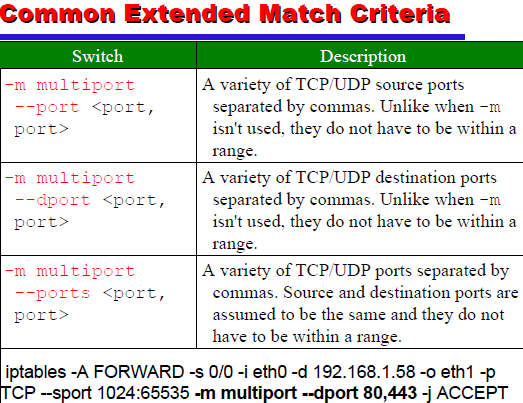 Common Extended Match Criteria
Switch
Description
-m multiport
--port <port,
port>
A variety of TCP/UDP source ports
separated by commas. Unlike when -m
isn't used, they do not have to be within a
range.
-m multiport
--dport <port,
port>
A variety of TCP/UDP destination ports
separated by commas. Unlike when -m
isn't used, they do not have to be within a
range.
-m multiport
--ports <port,
port>
A variety of TCP/UDP ports separated by
commas. Source and destination ports are
assumed to be the same and they do not
have to be within a range.
iptables -A FORWARD -s 0/0 -i eth0 -d 192.168.1.58 -o eth1 -p
TCP --sport 1024:65535 -m multiport --dport 80,443 -j ACCEPT